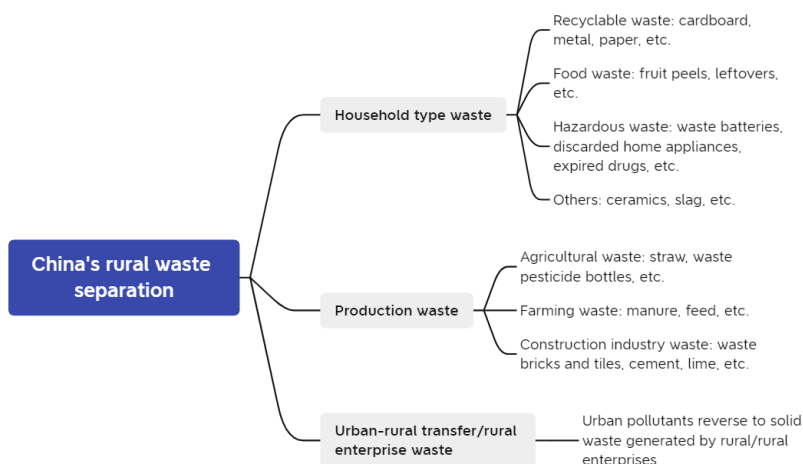 China's rural waste
separation
Household type waste
Recyclable waste: cardboard,
metal, paper, etc.
Food waste: fruit peels, leftovers,
etc.
Hazardous waste: waste batteries,
discarded home appliances,
expired drugs, etc.
Others: ceramics, slag, etc.
Production waste
Agricultural waste: straw, waste
pesticide bottles, etc.
Farming waste: manure, feed, etc.
Construction industry waste: waste
bricks and tiles, cement, lime, etc.
Urban-rural transfer/rural
enterprise waste
Urban pollutants reverse to solid
waste generated by rural/rural
enterprises